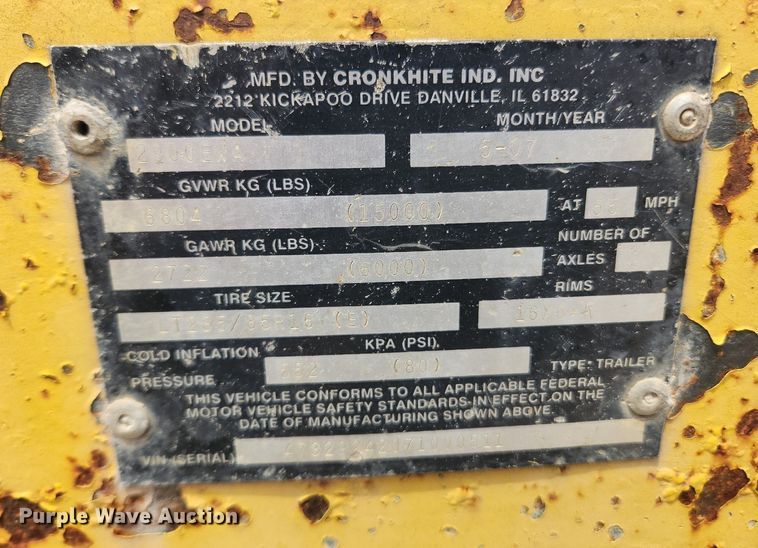 MFD. BY CRONKHITE IND. INC
2212 KICKAPOO DRIVE DANVILLE, IL 61832
MODEL MONTH/YEAR
GVWR KG (LBS)
6804 (15000) AT MPH
GAWR KG (LBS) NUMBER OF
2722 (6000) AXLES
TIRE SIZE RIMS
KPA (PSI)
COLD INFLATION (80) TYPE: TRAILER
PRESSURE
THIS VEHICLE CONFORMS TO ALL APPLICABLE FEDERAL
MOTOR VEHICLE SAFETY STANDARDS IN EFFECT ON THE
DATE OF MANUFACTURING SHOWN ABOVE.
VIN (SERIAL)
Purple Wave Auction